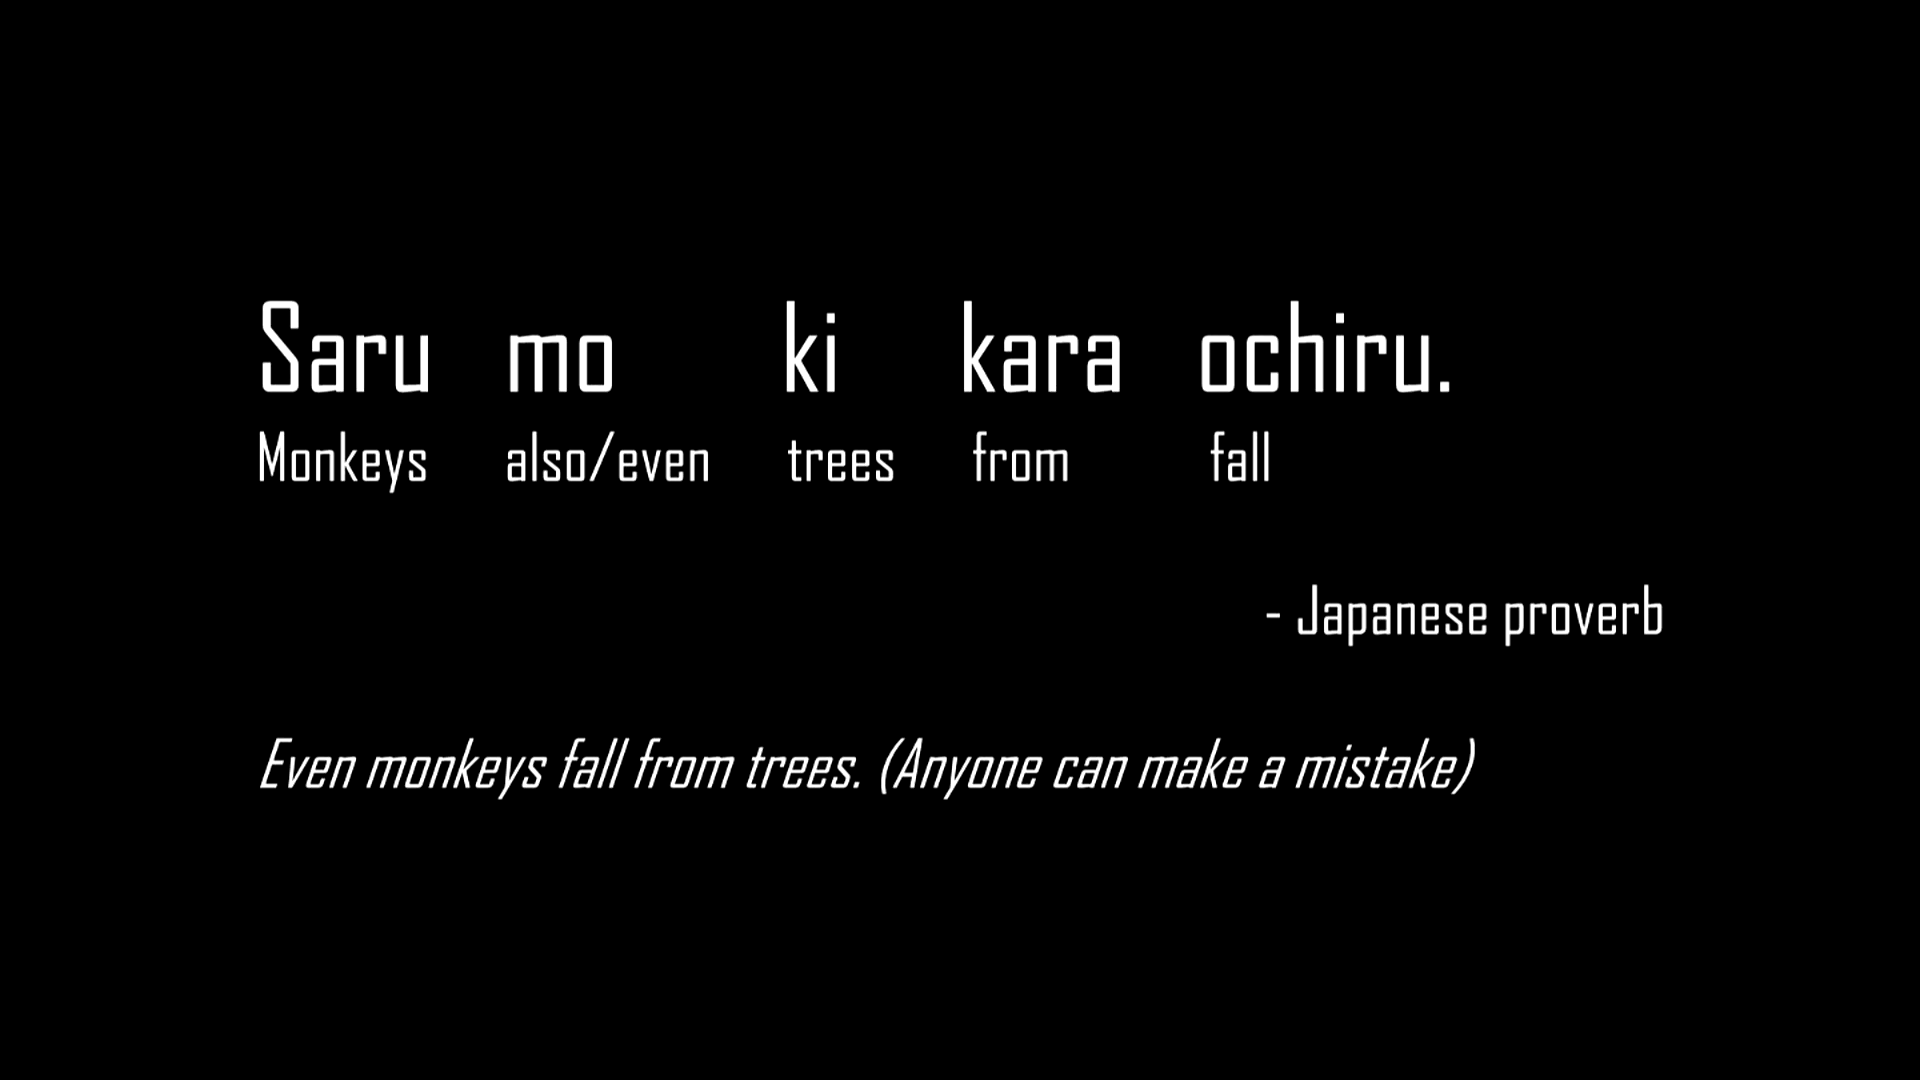 Saru mo ki kara ochiru.
Monkeys also/even trees from fall
- Japanese proverb
Even monkeys fall from trees. (Anyone can make a mistake)